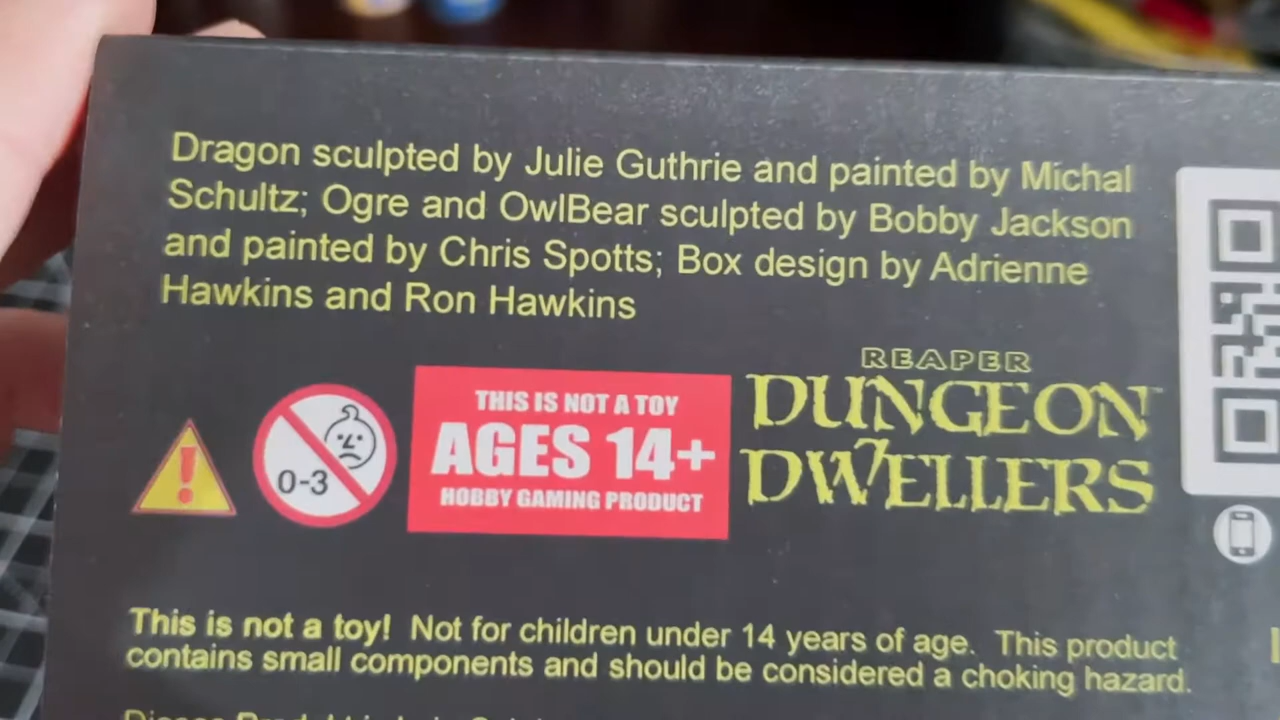 Dragon sculpted by Julie Guthrie and painted by Michal
Schultz; Ogre and OwlBear sculpted by Bobby Jackson
and painted by Chris Spotts; Box design by Adrienne
Hawkins and Ron Hawkins
0-3
THIS IS NOT A TOY
AGES 14+
HOBBY GAMING PRODUCT
REAPER
DUNGEON
DWELLERS
This is not a toy! Not for children under 14 years of age. This product
contains small components and should be considered a choking hazard.